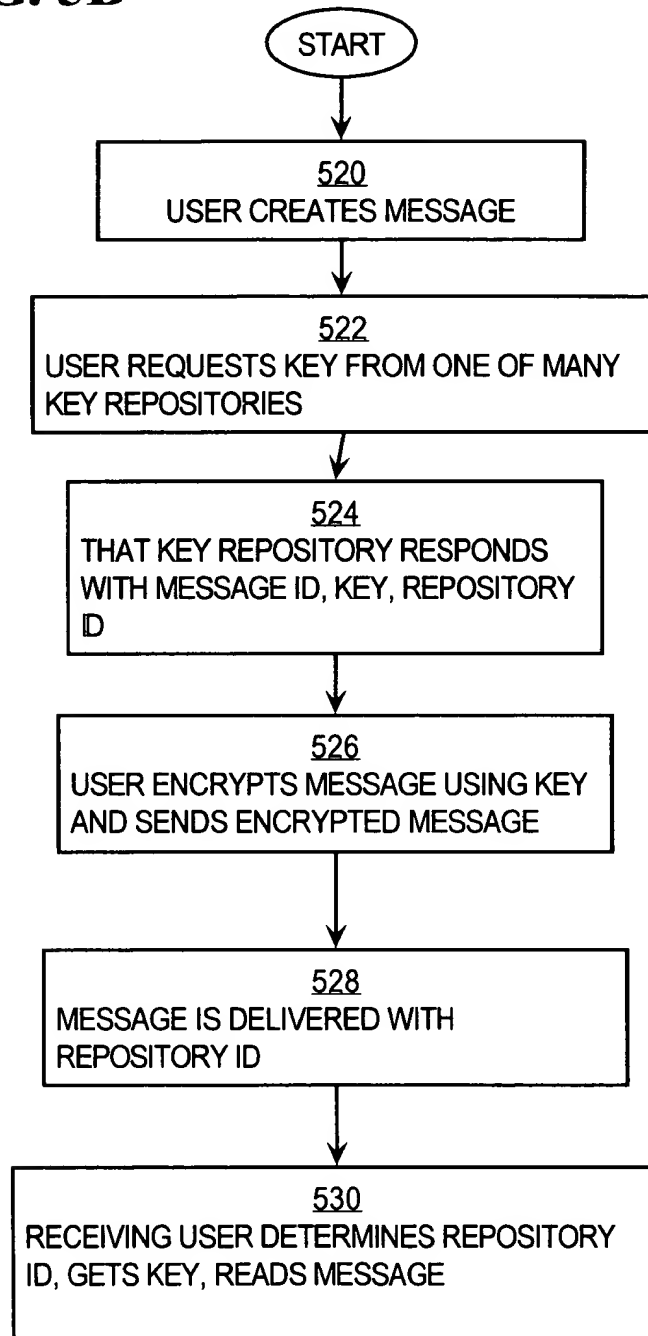 START
520
USER CREATES MESSAGE
522
USER REQUESTS KEY FROM ONE OF MANY
KEY REPOSITORIES
524
THAT KEY REPOSITORY RESPONDS
WITH MESSAGE ID, KEY, REPOSITORY
ID
526
USER ENCRYPTS MESSAGE USING KEY
AND SENDS ENCRYPTED MESSAGE
528
MESSAGE IS DELIVERED WITH
REPOSITORY ID
530
RECEIVING USER DETERMINES REPOSITORY
ID, GETS KEY, READS MESSAGE